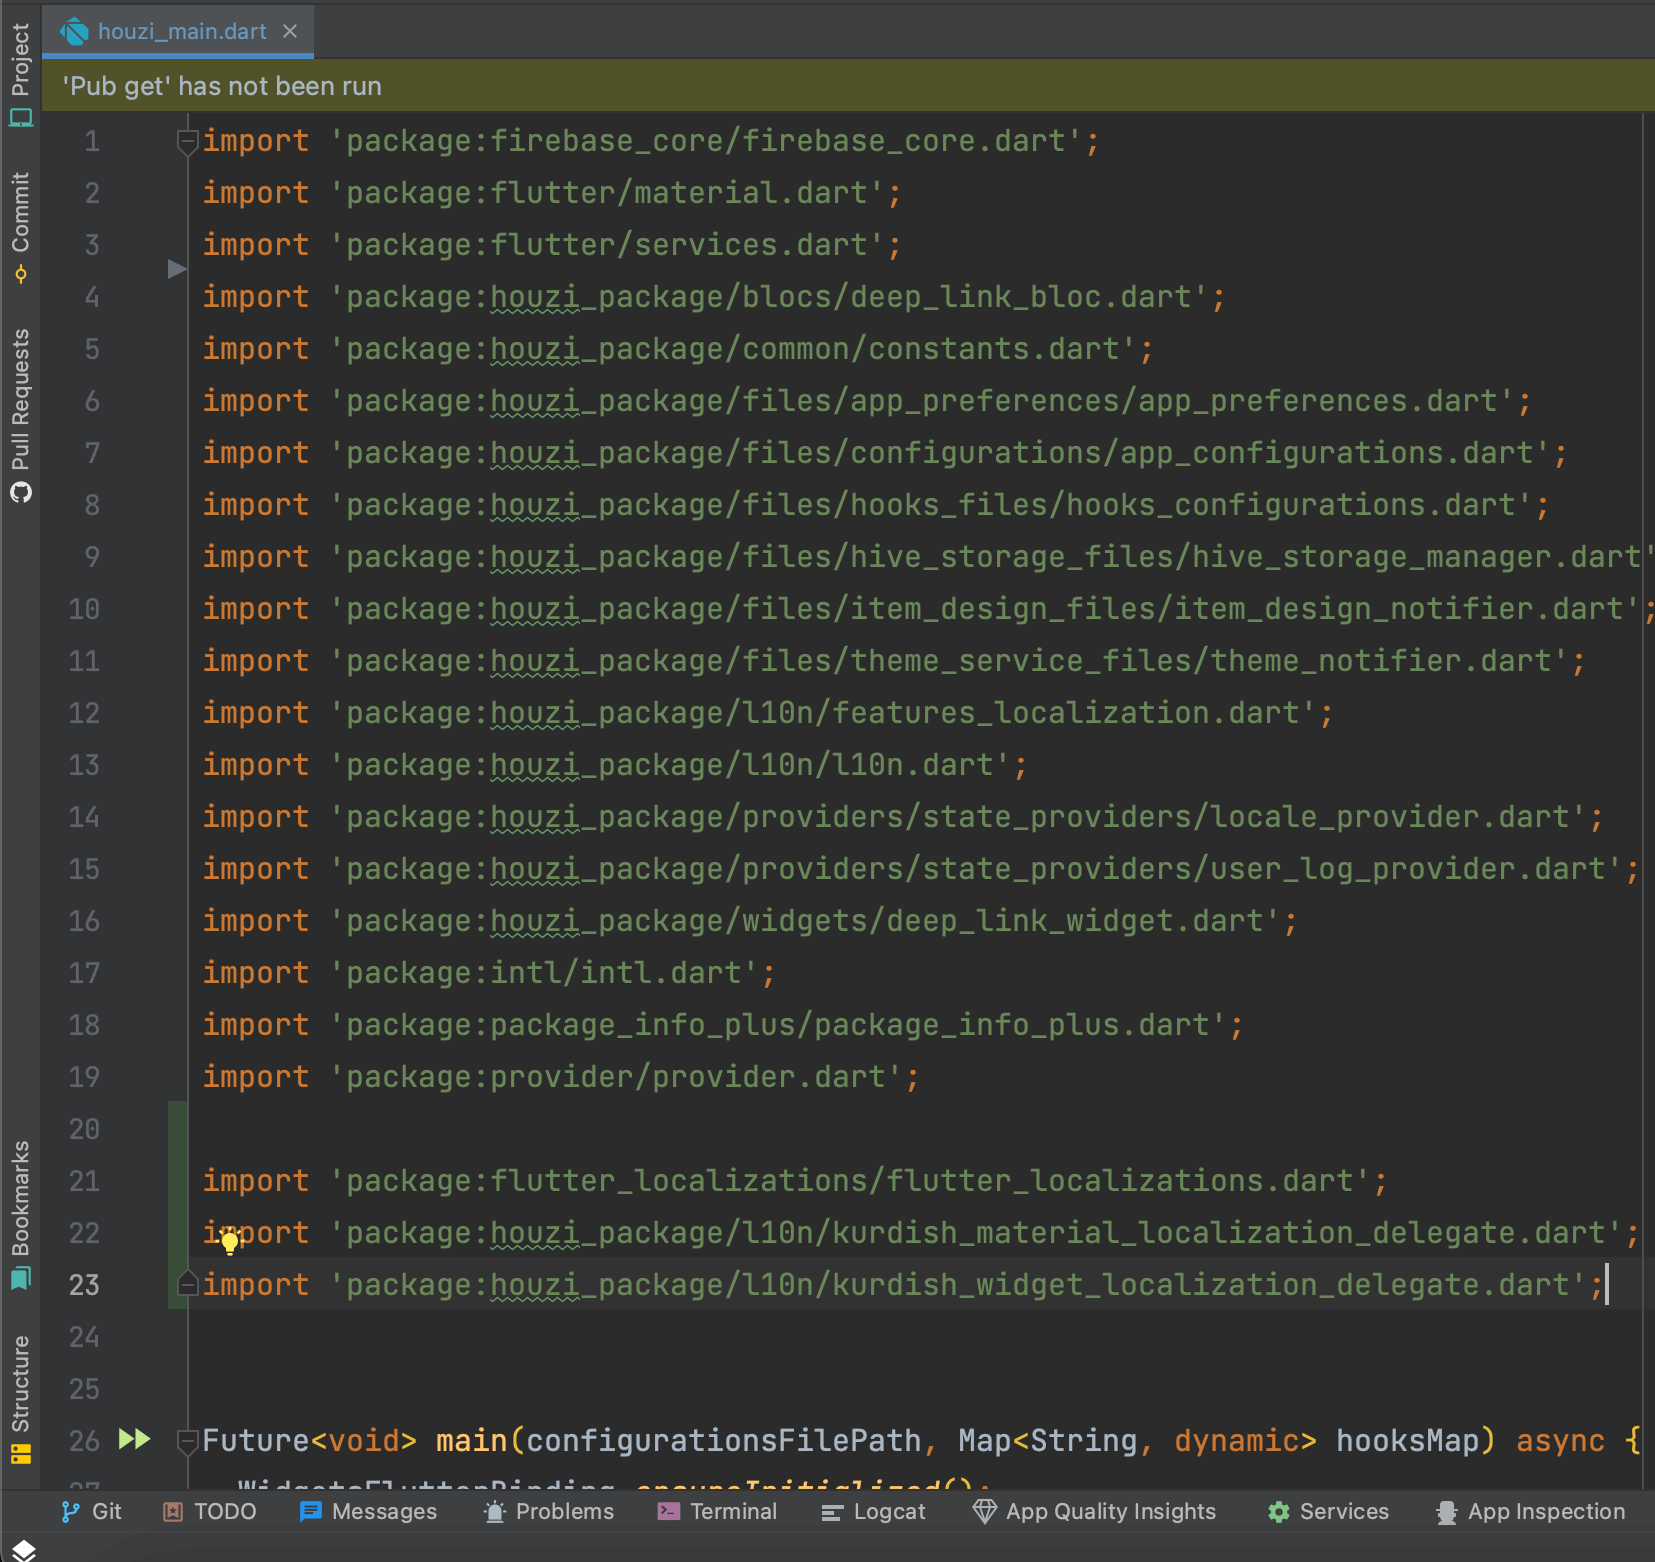 houzi_main.dart
'Pub get' has not been run
Project
Commit
Pull Requests
Bookmarks
Structure
1 import 'package:firebase_core/firebase_core.dart';
2 import 'package:flutter/material.dart';
3 import 'package:flutter/services.dart';
4 import 'package:houzi_package/blocs/deep_link_bloc.dart';
5 import 'package:houzi_package/common/constants.dart';
6 import 'package:houzi_package/files/app_preferences/app_preferences.dart';
7 import 'package:houzi_package/files/configurations/app_configurations.dart';
8 import 'package:houzi_package/files/hooks_files/hooks_configurations.dart';
9 import 'package:houzi_package/files/hive_storage_files/hive_storage_manager.dart'
10 import 'package:houzi_package/files/item_design_files/item_design_notifier.dart';
11 import 'package:houzi_package/files/theme_service_files/theme_notifier.dart';
12 import 'package:houzi_package/l10n/features_localization.dart';
13 import 'package:houzi_package/l10n/l10n.dart';
14 import 'package:houzi_package/providers/state_providers/locale_provider.dart';
15 import 'package:houzi_package/providers/state_providers/user_log_provider.dart';
16 import 'package:houzi_package/widgets/deep_link_widget.dart';
17 import 'package:intl/intl.dart';
18 import 'package:package_info_plus/package_info_plus.dart';
19 import 'package:provider/provider.dart';
20
21 import 'package:flutter_localizations/flutter_localizations.dart';
22 import 'package:houzi_package/l10n/kurdish_material_localization_delegate.dart';
23 import 'package:houzi_package/l10n/kurdish_widget_localization_delegate.dart';
24
25
26 Future<void> main(configurationsFilePath, Map<String, dynamic> hooksMap) async {
27 WidgetsFlutterBinding.ensureInitialized();
Git TODO Messages Problems Terminal Logcat App Quality Insights Services App Inspection